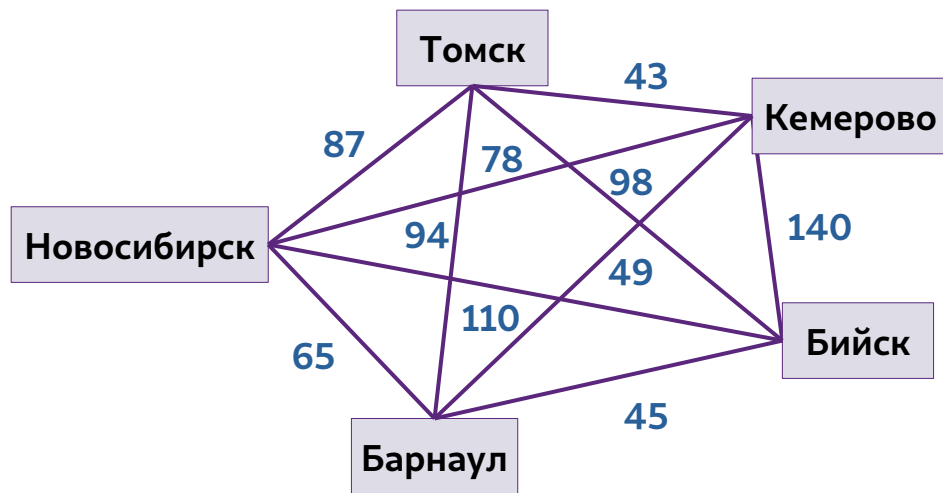 Томск
43
Кемерово
87
78
98
Новосибирск
94
140
49
110
65
Бийск
45
Барнаул